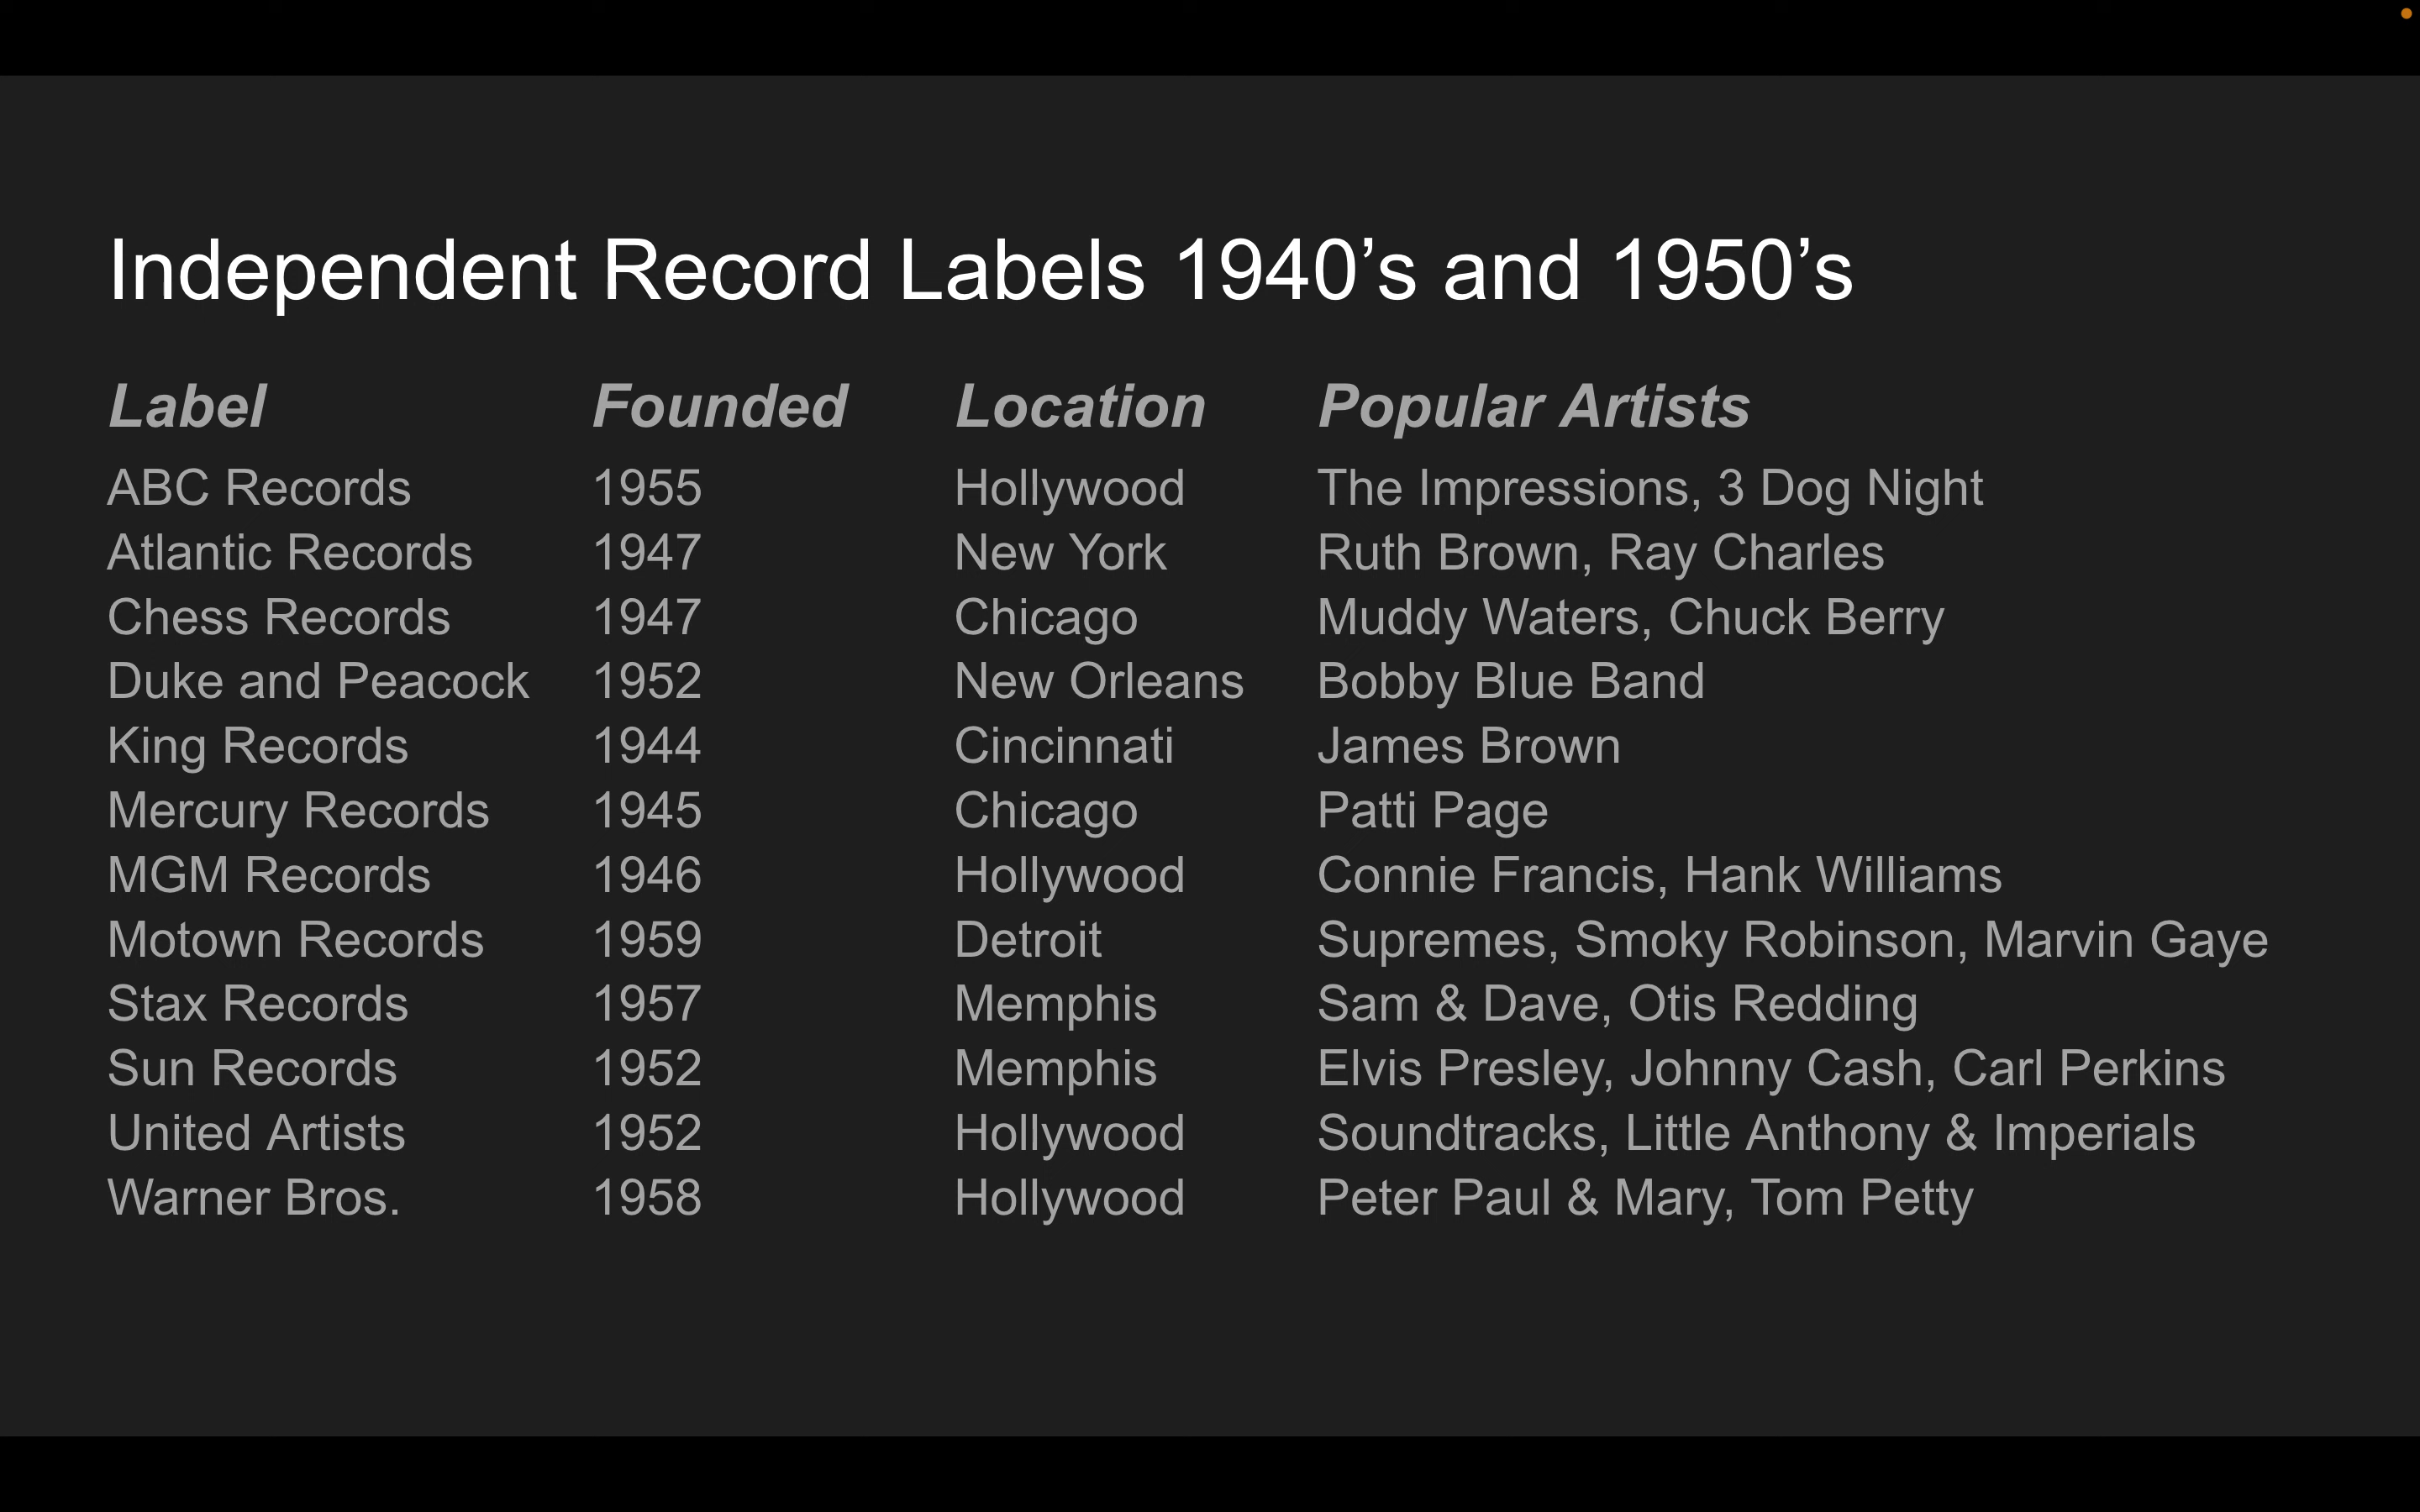 Independent Record Labels 1940’s and 1950’s
Label Founded Location Popular Artists
ABC Records 1955 Hollywood The Impressions, 3 Dog Night
Atlantic Records 1947 New York Ruth Brown, Ray Charles
Chess Records 1947 Chicago Muddy Waters, Chuck Berry
Duke and Peacock 1952 New Orleans Bobby Blue Band
King Records 1944 Cincinnati James Brown
Mercury Records 1945 Chicago Patti Page
MGM Records 1946 Hollywood Connie Francis, Hank Williams
Motown Records 1959 Detroit Supremes, Smoky Robinson, Marvin Gaye
Stax Records 1957 Memphis Sam & Dave, Otis Redding
Sun Records 1952 Memphis Elvis Presley, Johnny Cash, Carl Perkins
United Artists 1952 Hollywood Soundtracks, Little Anthony & Imperials
Warner Bros. 1958 Hollywood Peter Paul & Mary, Tom Petty